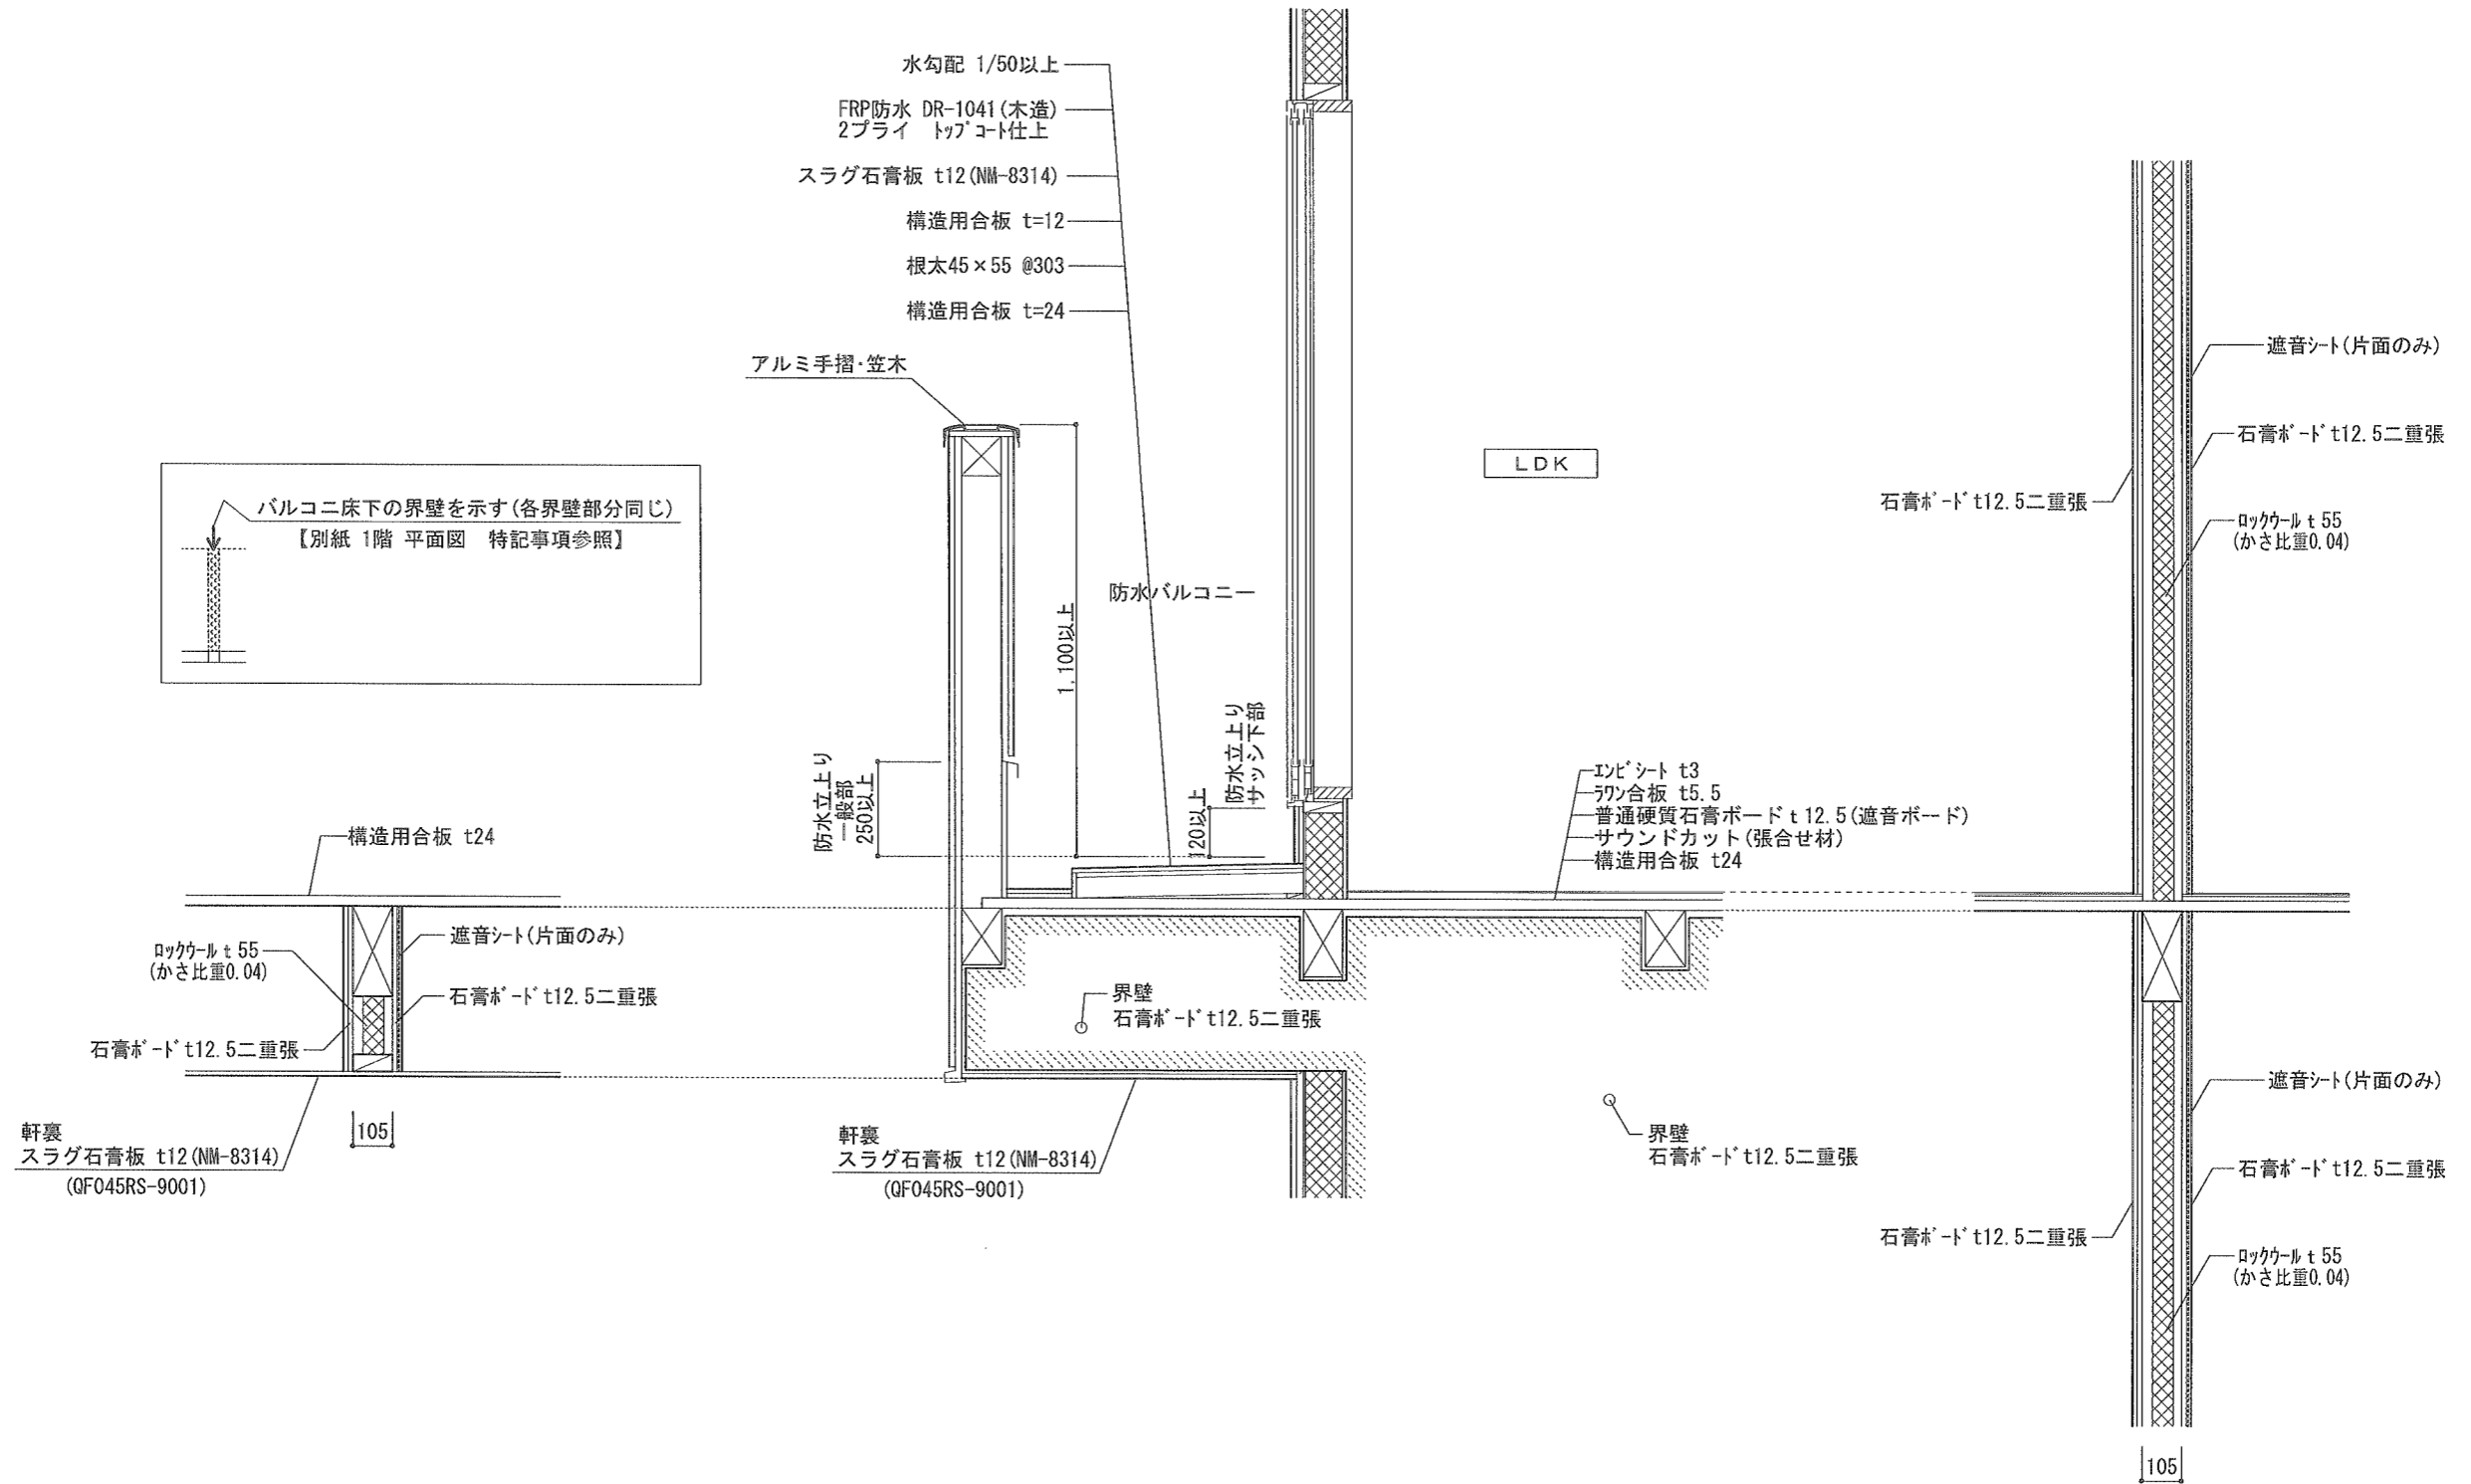 水勾配 1/50以上
FRP防水 DR-1041(木造)
2プライ ﾄｯﾌﾟｺｰﾄ仕上
スラグ石膏板 t12(NM-8314)
構造用合板 t=12
根太45×55 @303
構造用合板 t=24
アルミ手摺･笠木
バルコニ床下の界壁を示す(各界壁部分同じ)
【別紙 1階 平面図 特記事項参照】
LDK
防水バルコニー
1,100以上
防水立上り
一般部
250以上
防水立上り
サッシ下部
120以上
ｴﾝﾋﾞｼｰﾄ t3
ﾗﾜﾝ合板 t5.5
普通硬質石膏ボードｔ12.5(遮音ボード)
サウンドカット(張合せ材)
構造用合板 t24
遮音ｼｰﾄ(片面のみ)
石膏ﾎﾞｰﾄﾞt12.5二重張
石膏ﾎﾞｰﾄﾞt12.5二重張
ﾛｯｸｳｰﾙｔ55
(かさ比重0.04)
構造用合板 t24
遮音ｼｰﾄ(片面のみ)
ﾛｯｸｳｰﾙｔ55
(かさ比重0.04)
石膏ﾎﾞｰﾄﾞt12.5二重張
石膏ﾎﾞｰﾄﾞt12.5二重張
105
軒裏
スラグ石膏板 t12(NM-8314)
(QF045RS-9001)
界壁
石膏ﾎﾞｰﾄﾞt12.5二重張
軒裏
スラグ石膏板 t12(NM-8314)
(QF045RS-9001)
界壁
石膏ﾎﾞｰﾄﾞt12.5二重張
遮音ｼｰﾄ(片面のみ)
石膏ﾎﾞｰﾄﾞt12.5二重張
石膏ﾎﾞｰﾄﾞt12.5二重張
ﾛｯｸｳｰﾙｔ55
(かさ比重0.04)
105